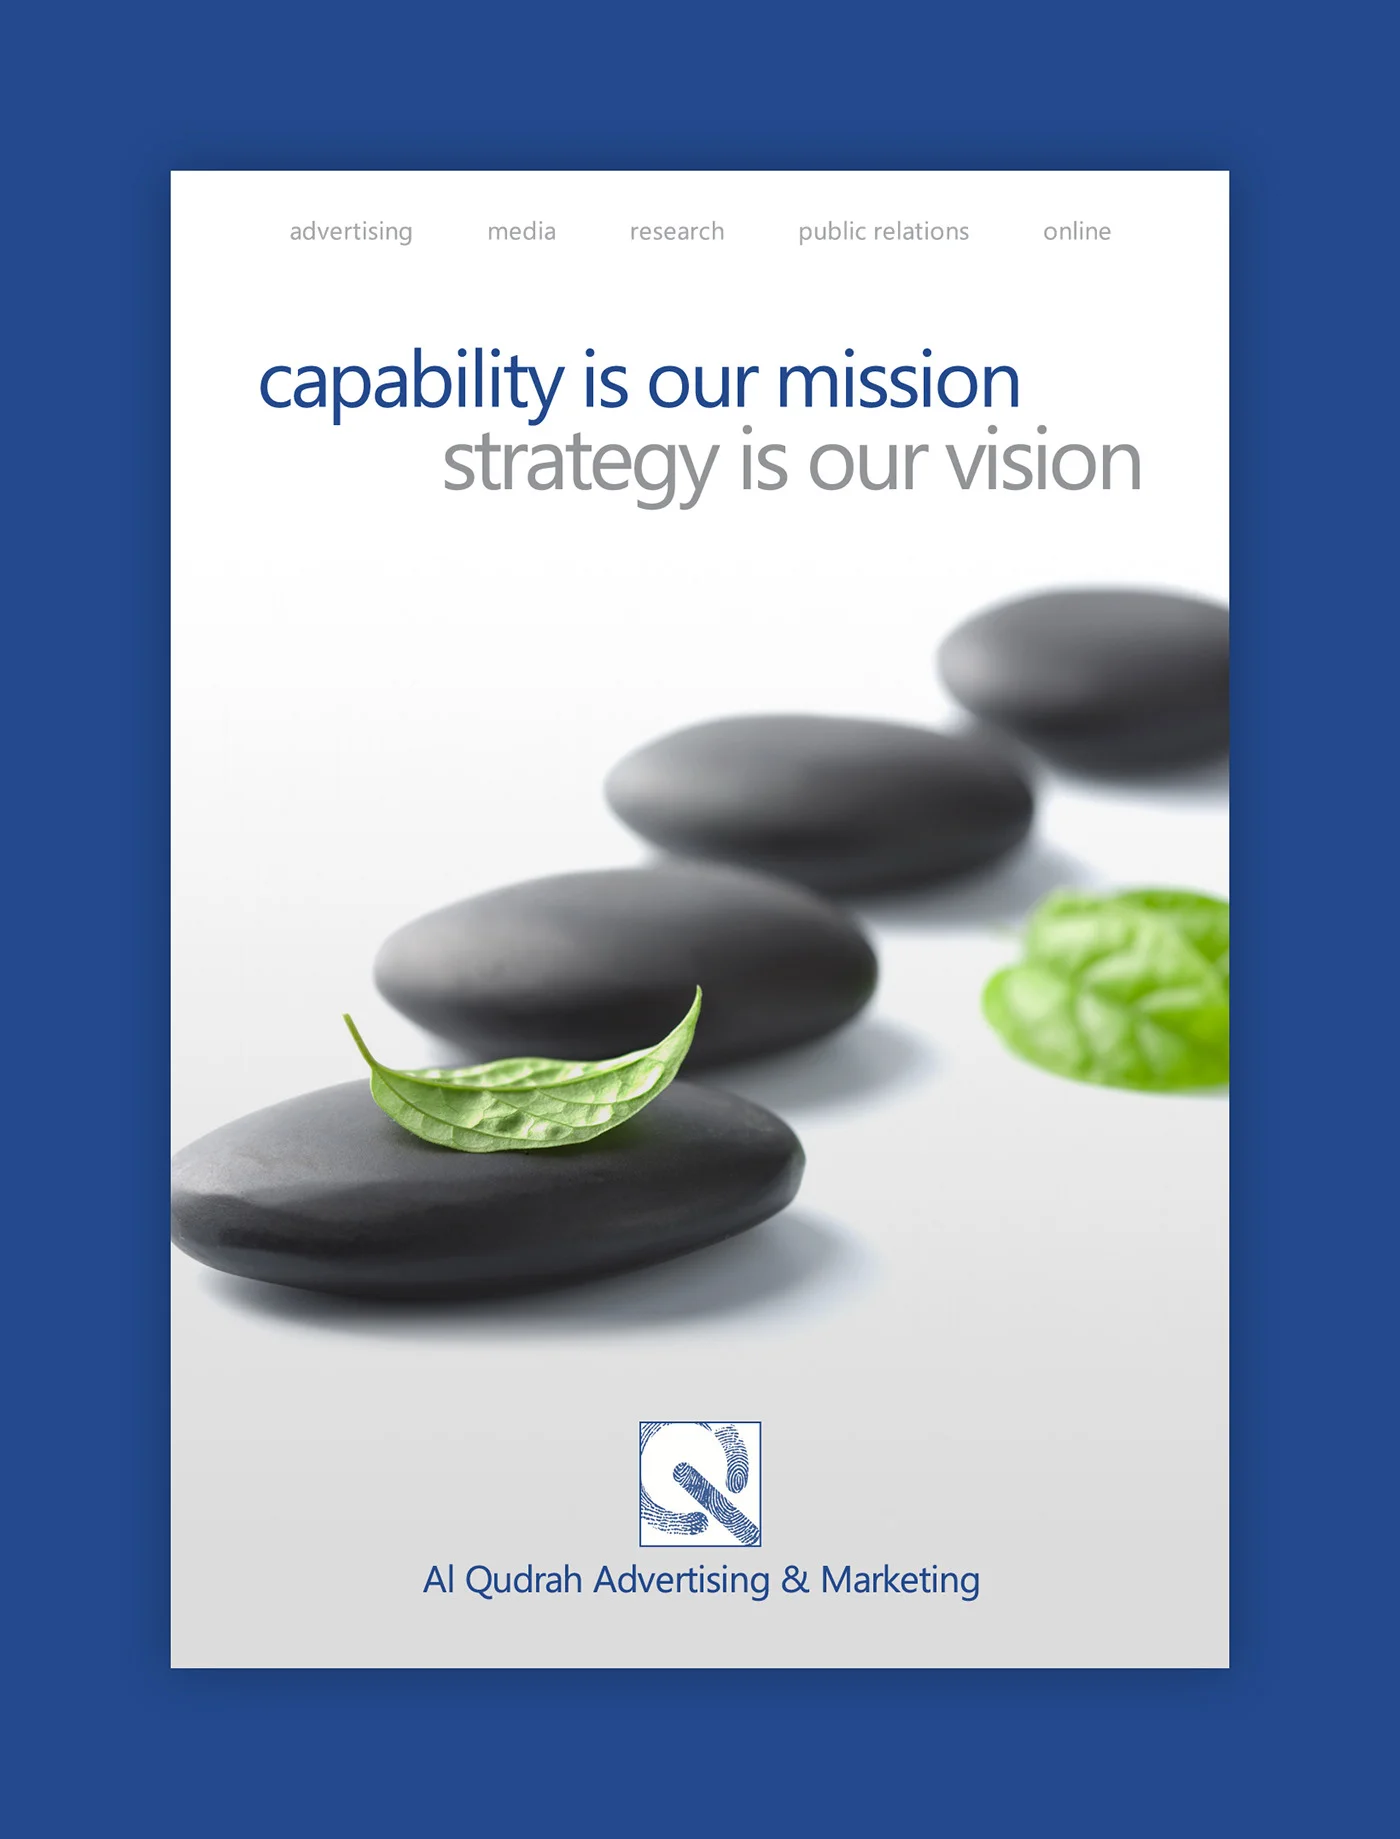 advertising media research public relations online
capability is our mission
strategy is our vision
Al Qudrah Advertising & Marketing